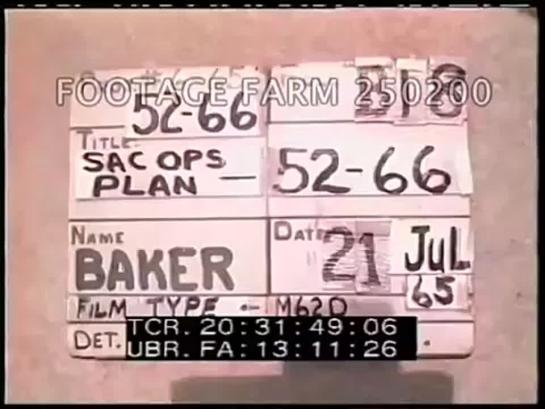 FOOTAGE FARM 250200
52-66
TITLE
SAC OPS PLAN — 52-66
NAME BAKER
DATE 21 JUL 65
FILM TYPE – M62D
DET.
TCR. 20:31:49:06
UBR. FA:13:11:26